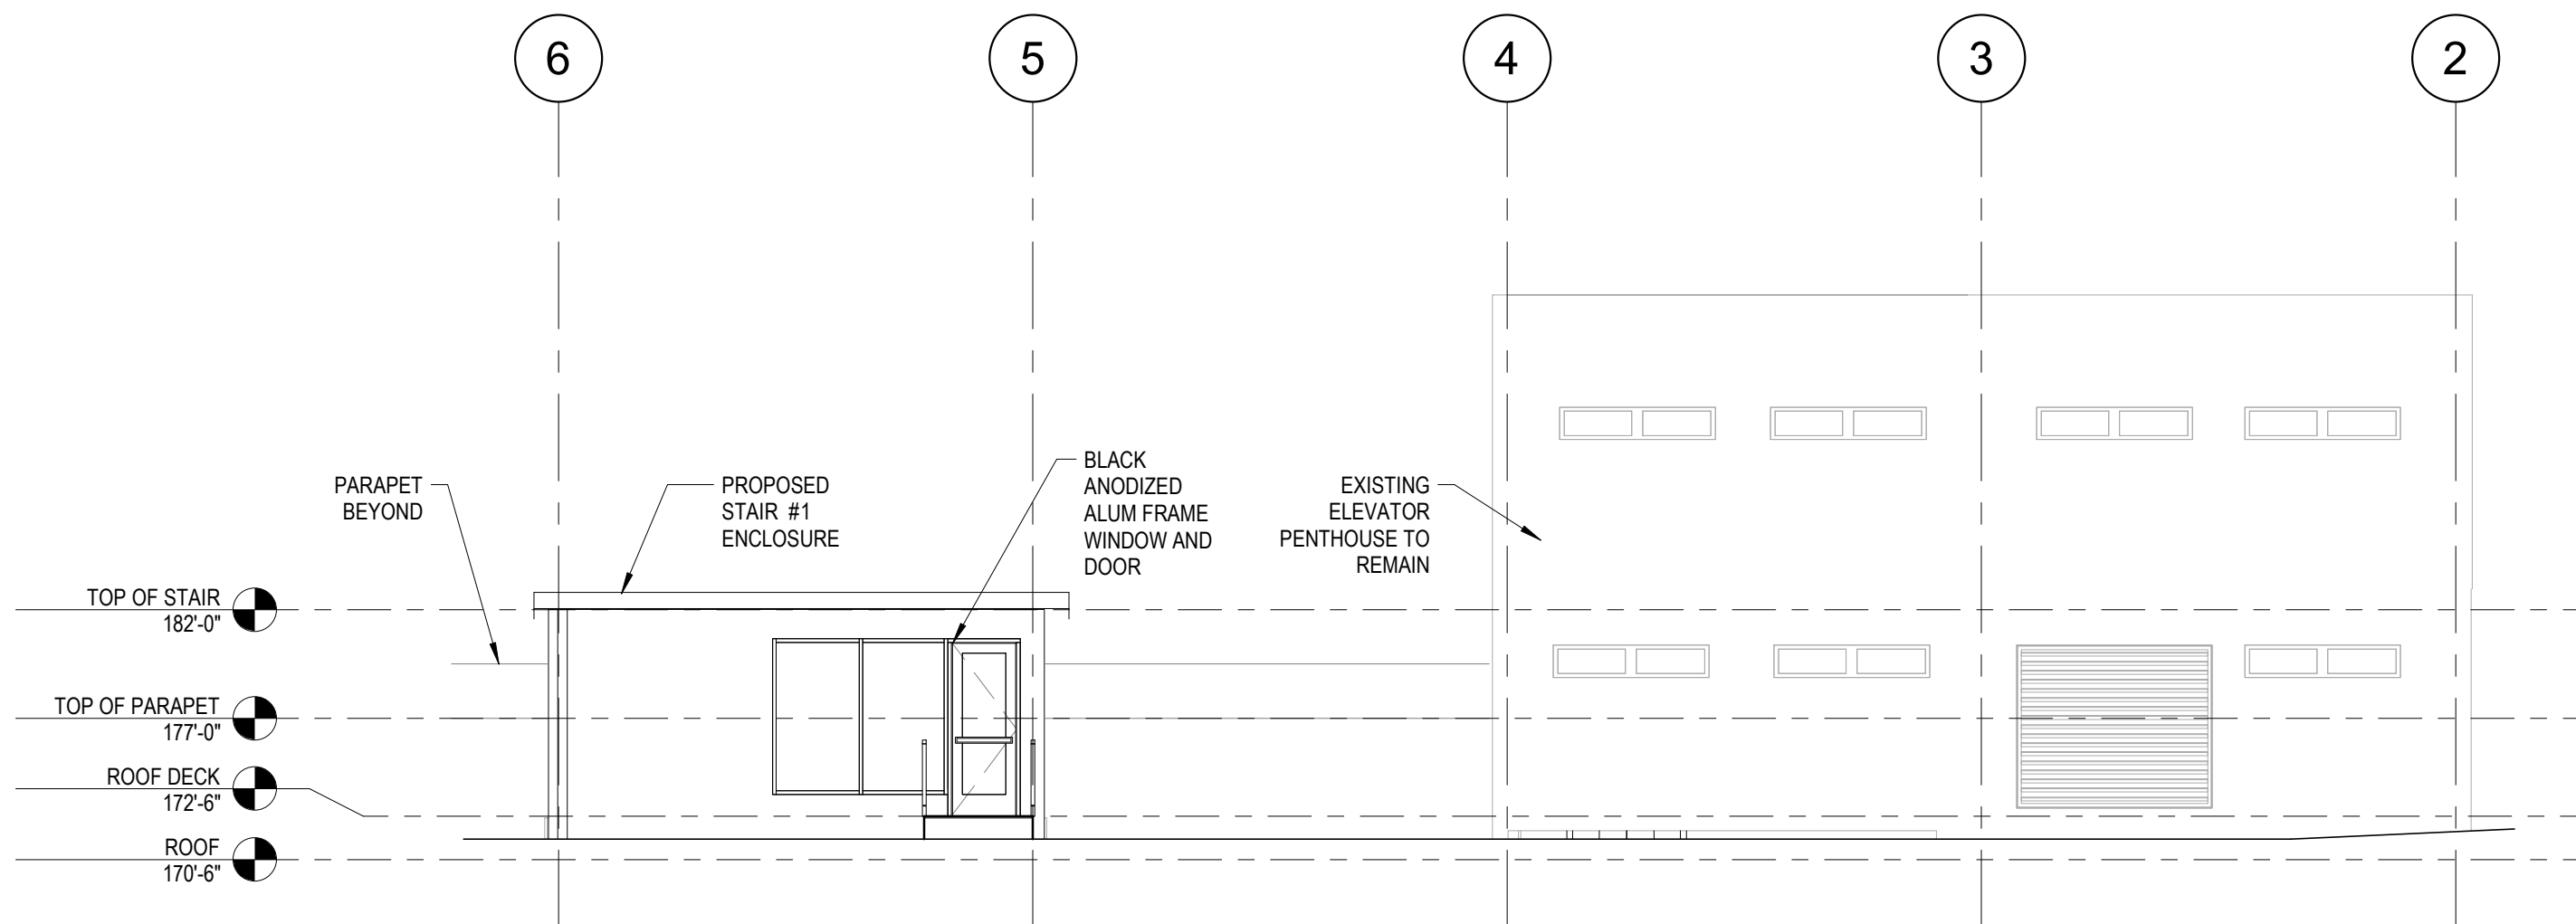 6
5
4
3
2
PARAPET
BEYOND
PROPOSED
STAIR #1
ENCLOSURE
BLACK
ANODIZED
ALUM FRAME
WINDOW AND
DOOR
EXISTING
ELEVATOR
PENTHOUSE TO
REMAIN
TOP OF STAIR
182'-0"
TOP OF PARAPET
177'-0"
ROOF DECK
172'-6"
ROOF
170'-6"